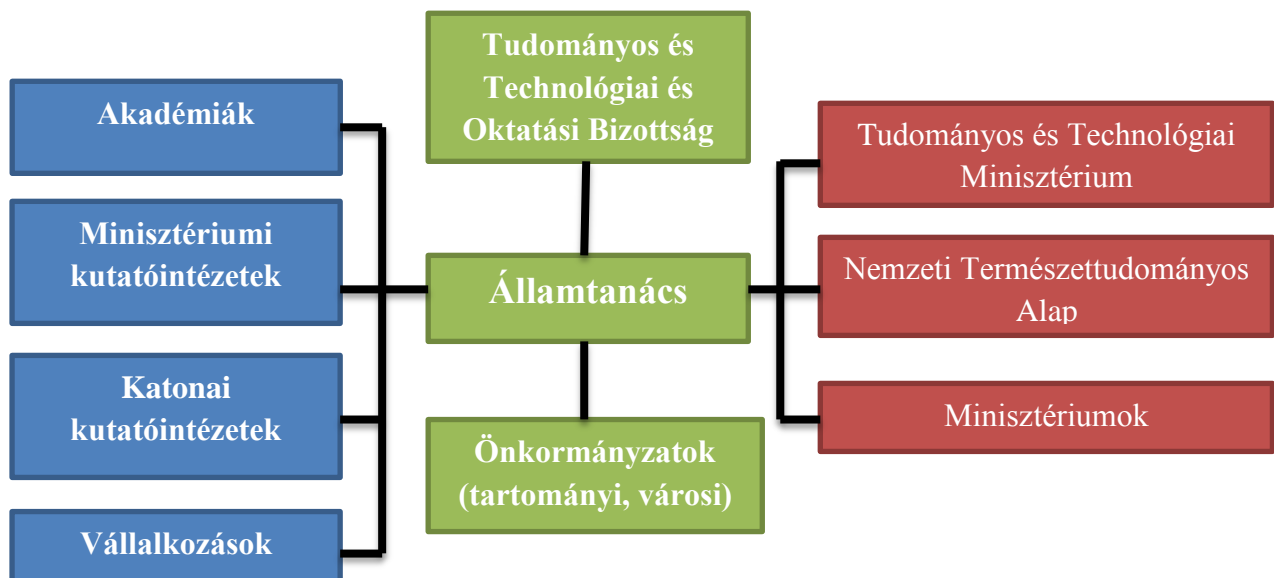 Akadémiák
Minisztériumi
kutatóintézetek
Katonai
kutatóintézetek
Vállalkozások
Tudományos és
Technológiai és
Oktatási Bizottság
Államtanács
Önkormányzatok
(tartományi, városi)
Tudományos és Technológiai
Minisztérium
Nemzeti Természettudományos
Alap
Minisztériumok